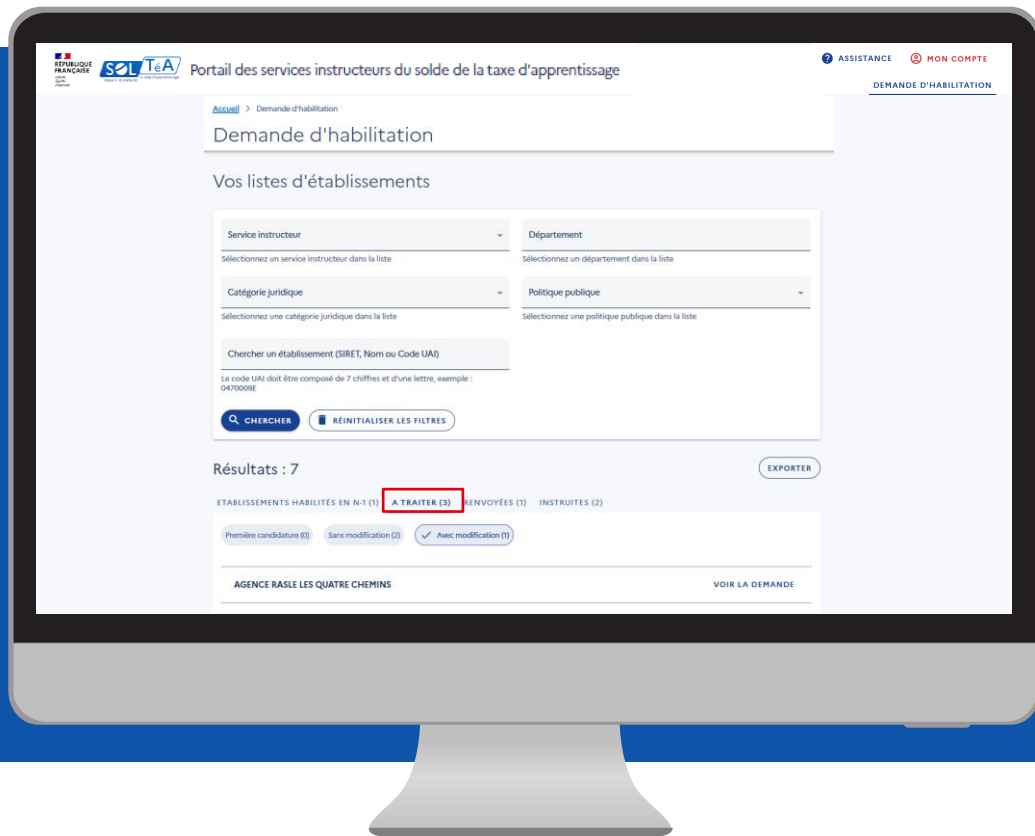 RÉPUBLIQUE
FRANÇAISE
SOLTéA
Portail des services instructeurs du solde de la taxe d'apprentissage
ASSISTANCE
MON COMPTE
DEMANDE D'HABILITATION
Accueil > Demande d'habilitation
Demande d'habilitation
Vos listes d'établissements
Service instructeur
Département
Sélectionnez un service instructeur dans la liste
Sélectionnez un département dans la liste
Catégorie juridique
Politique publique
Sélectionnez une catégorie juridique dans la liste
Sélectionnez une politique publique dans la liste
Chercher un établissement (SIRET, Nom ou Code UAI)
Le code UAI doit être composé de 7 chiffres et d'une lettre, exemple :
0470009E
CHERCHER
RÉINITIALISER LES FILTRES
Résultats : 7
EXPORTER
ETABLISSEMENTS HABILITÉS EN N-1 (1)
A TRAITER (3)
RENVOYÉES (1)
INSTRUITES (2)
Première candidature (0)
Sans modification (2)
Avec modification (1)
AGENCE RASLE LES QUATRE CHEMINS
VOIR LA DEMANDE